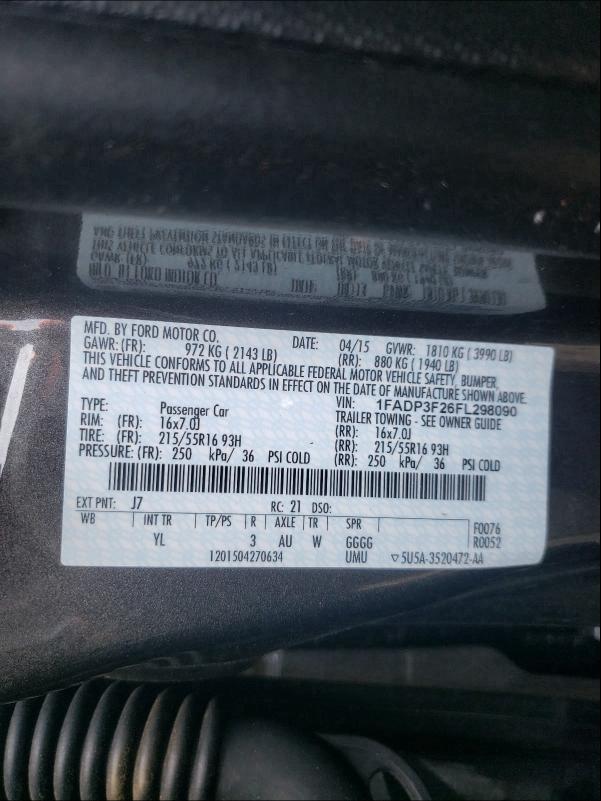 MFD. BY FORD MOTOR CO. DATE: 04/15 GVWR: 1810 KG ( 3990 LB)
GAWR: (FR): 972 KG ( 2143 LB) (RR): 880 KG ( 1940 LB)
THIS VEHICLE CONFORMS TO ALL APPLICABLE FEDERAL MOTOR VEHICLE SAFETY, BUMPER,
AND THEFT PREVENTION STANDARDS IN EFFECT ON THE DATE OF MANUFACTURE SHOWN ABOVE.
VIN: 1FADP3F26FL298090
TYPE: Passenger Car TRAILER TOWING - SEE OWNER GUIDE
RIM: (FR): 16x7.0J (RR): 16x7.0J
TIRE: (FR): 215/55R16 93H (RR): 215/55R16 93H
PRESSURE: (FR): 250 kPa/ 36 PSI COLD (RR): 250 kPa/ 36 PSI COLD
EXT PNT: J7 RC: 21 DSO:
WB INT TR TP/PS R AXLE TR SPR F0076
YL 3 AU W GGGG R0052
1201504270634 UMU ▽5U5A-3520472-AA